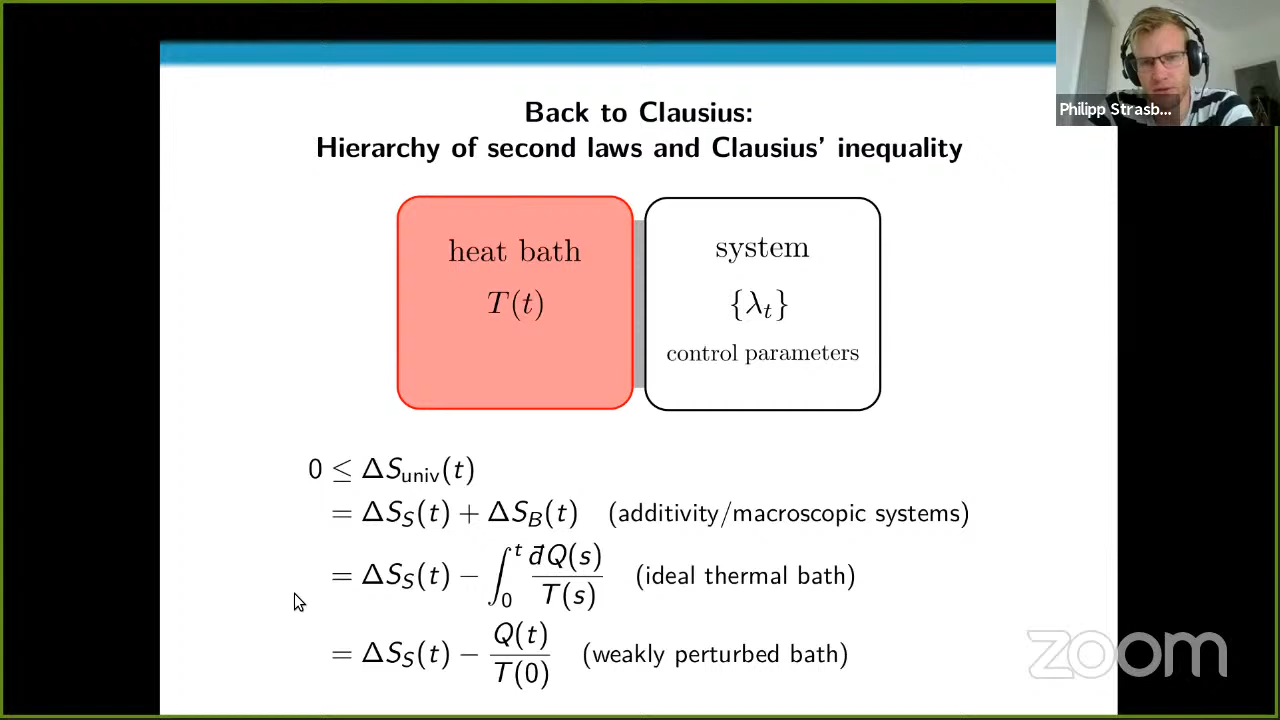 Philipp Strasb...
Back to Clausius:
Hierarchy of second laws and Clausius' inequality
heat bath
T(t)
system
{λ_t}
control parameters
0 ≤ ΔS_univ(t)
= ΔS_S(t) + ΔS_B(t) (additivity/macroscopic systems)
= ΔS_S(t) − ∫_0^t đQ(s)/T(s) (ideal thermal bath)
= ΔS_S(t) − Q(t)/T(0) (weakly perturbed bath)
zoom